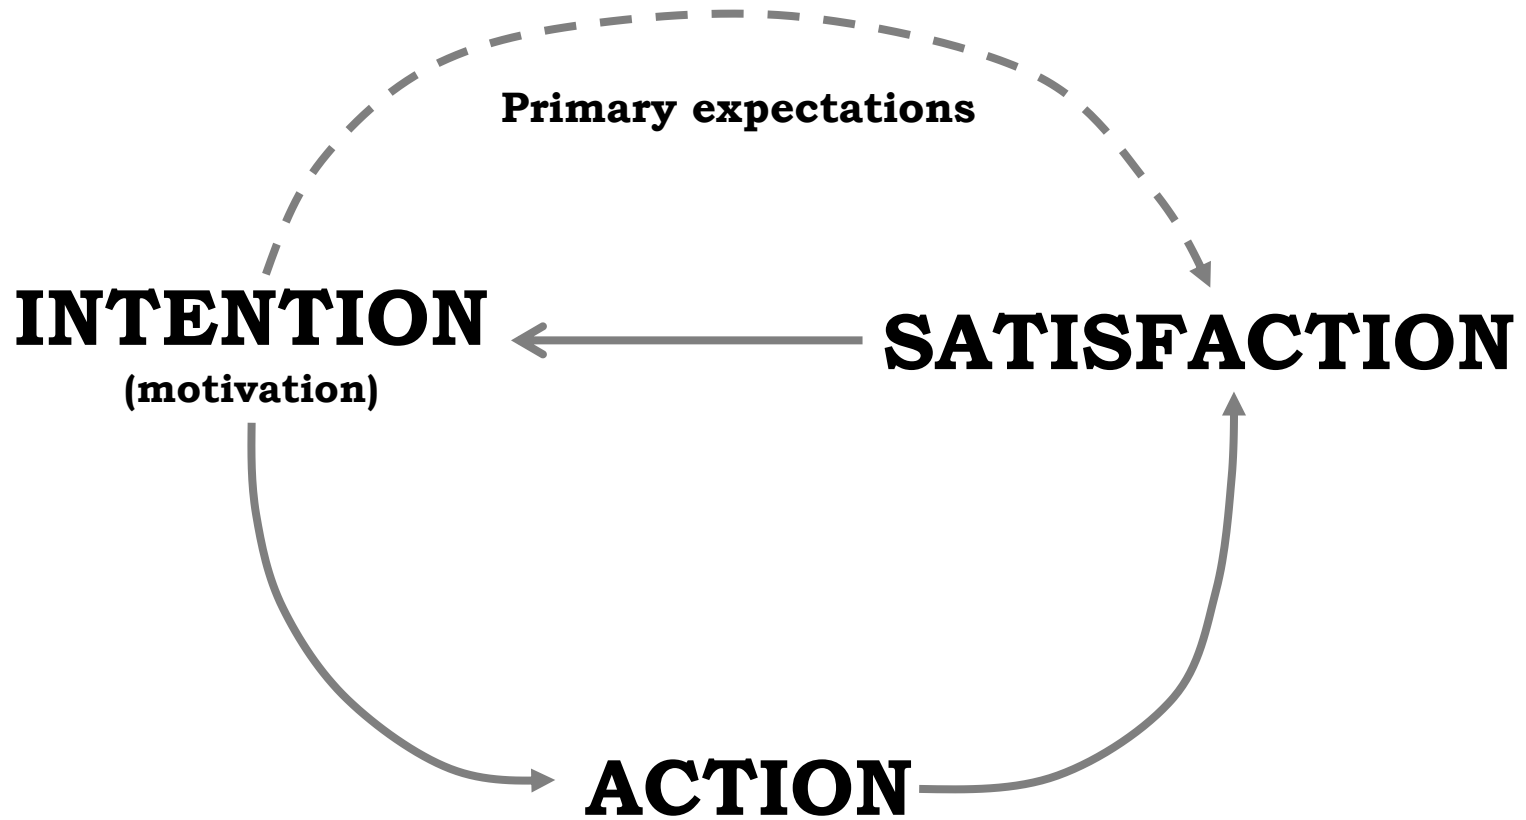 Primary expectations
INTENTION
(motivation)
SATISFACTION
ACTION